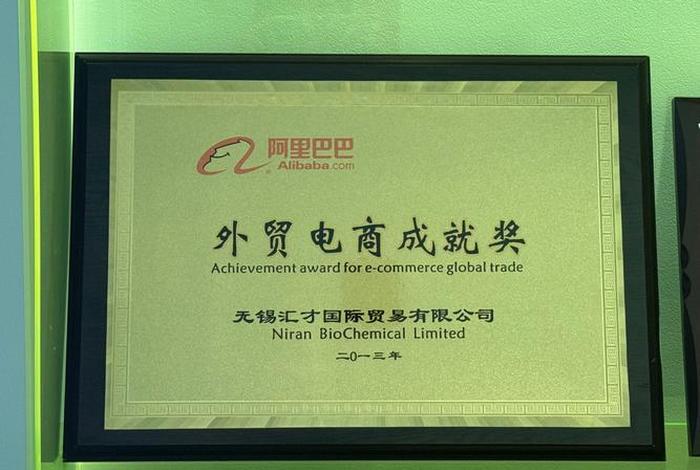 阿里巴巴
Alibaba.com
外贸电商成就奖
Achievement award for e-commerce global trade
无锡汇才国际贸易有限公司
Niran BioChemical Limited
二0一三年